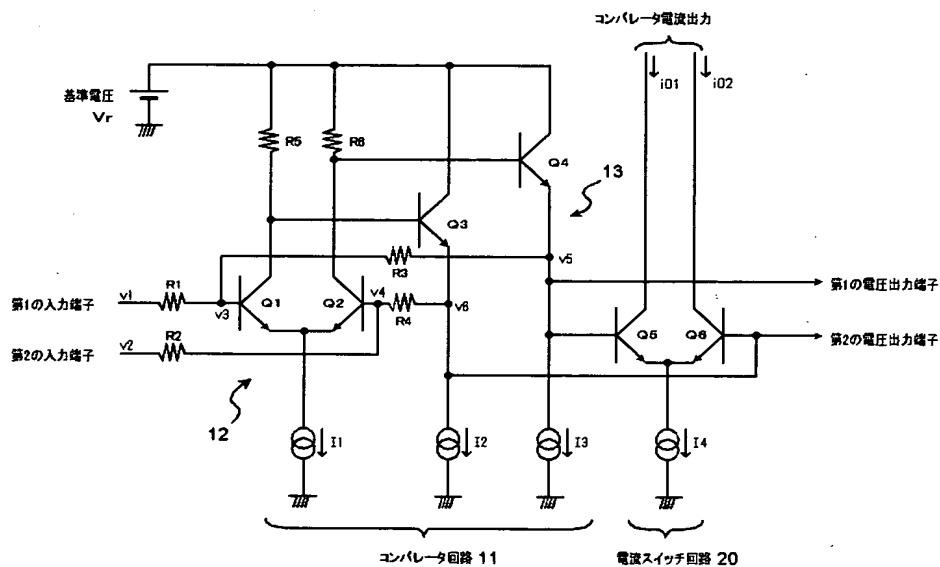 コンパレータ電流出力
i01
i02
基準電圧
Vr
R5
R6
Q4
13
Q3
R3
v5
第1の入力端子
v1
R1
v3
Q1
Q2
v4
R4
v6
第1の電圧出力端子
第2の入力端子
v2
R2
Q5
Q6
第2の電圧出力端子
12
I1
I2
I3
I4
コンパレータ回路 11
電流スイッチ回路 20